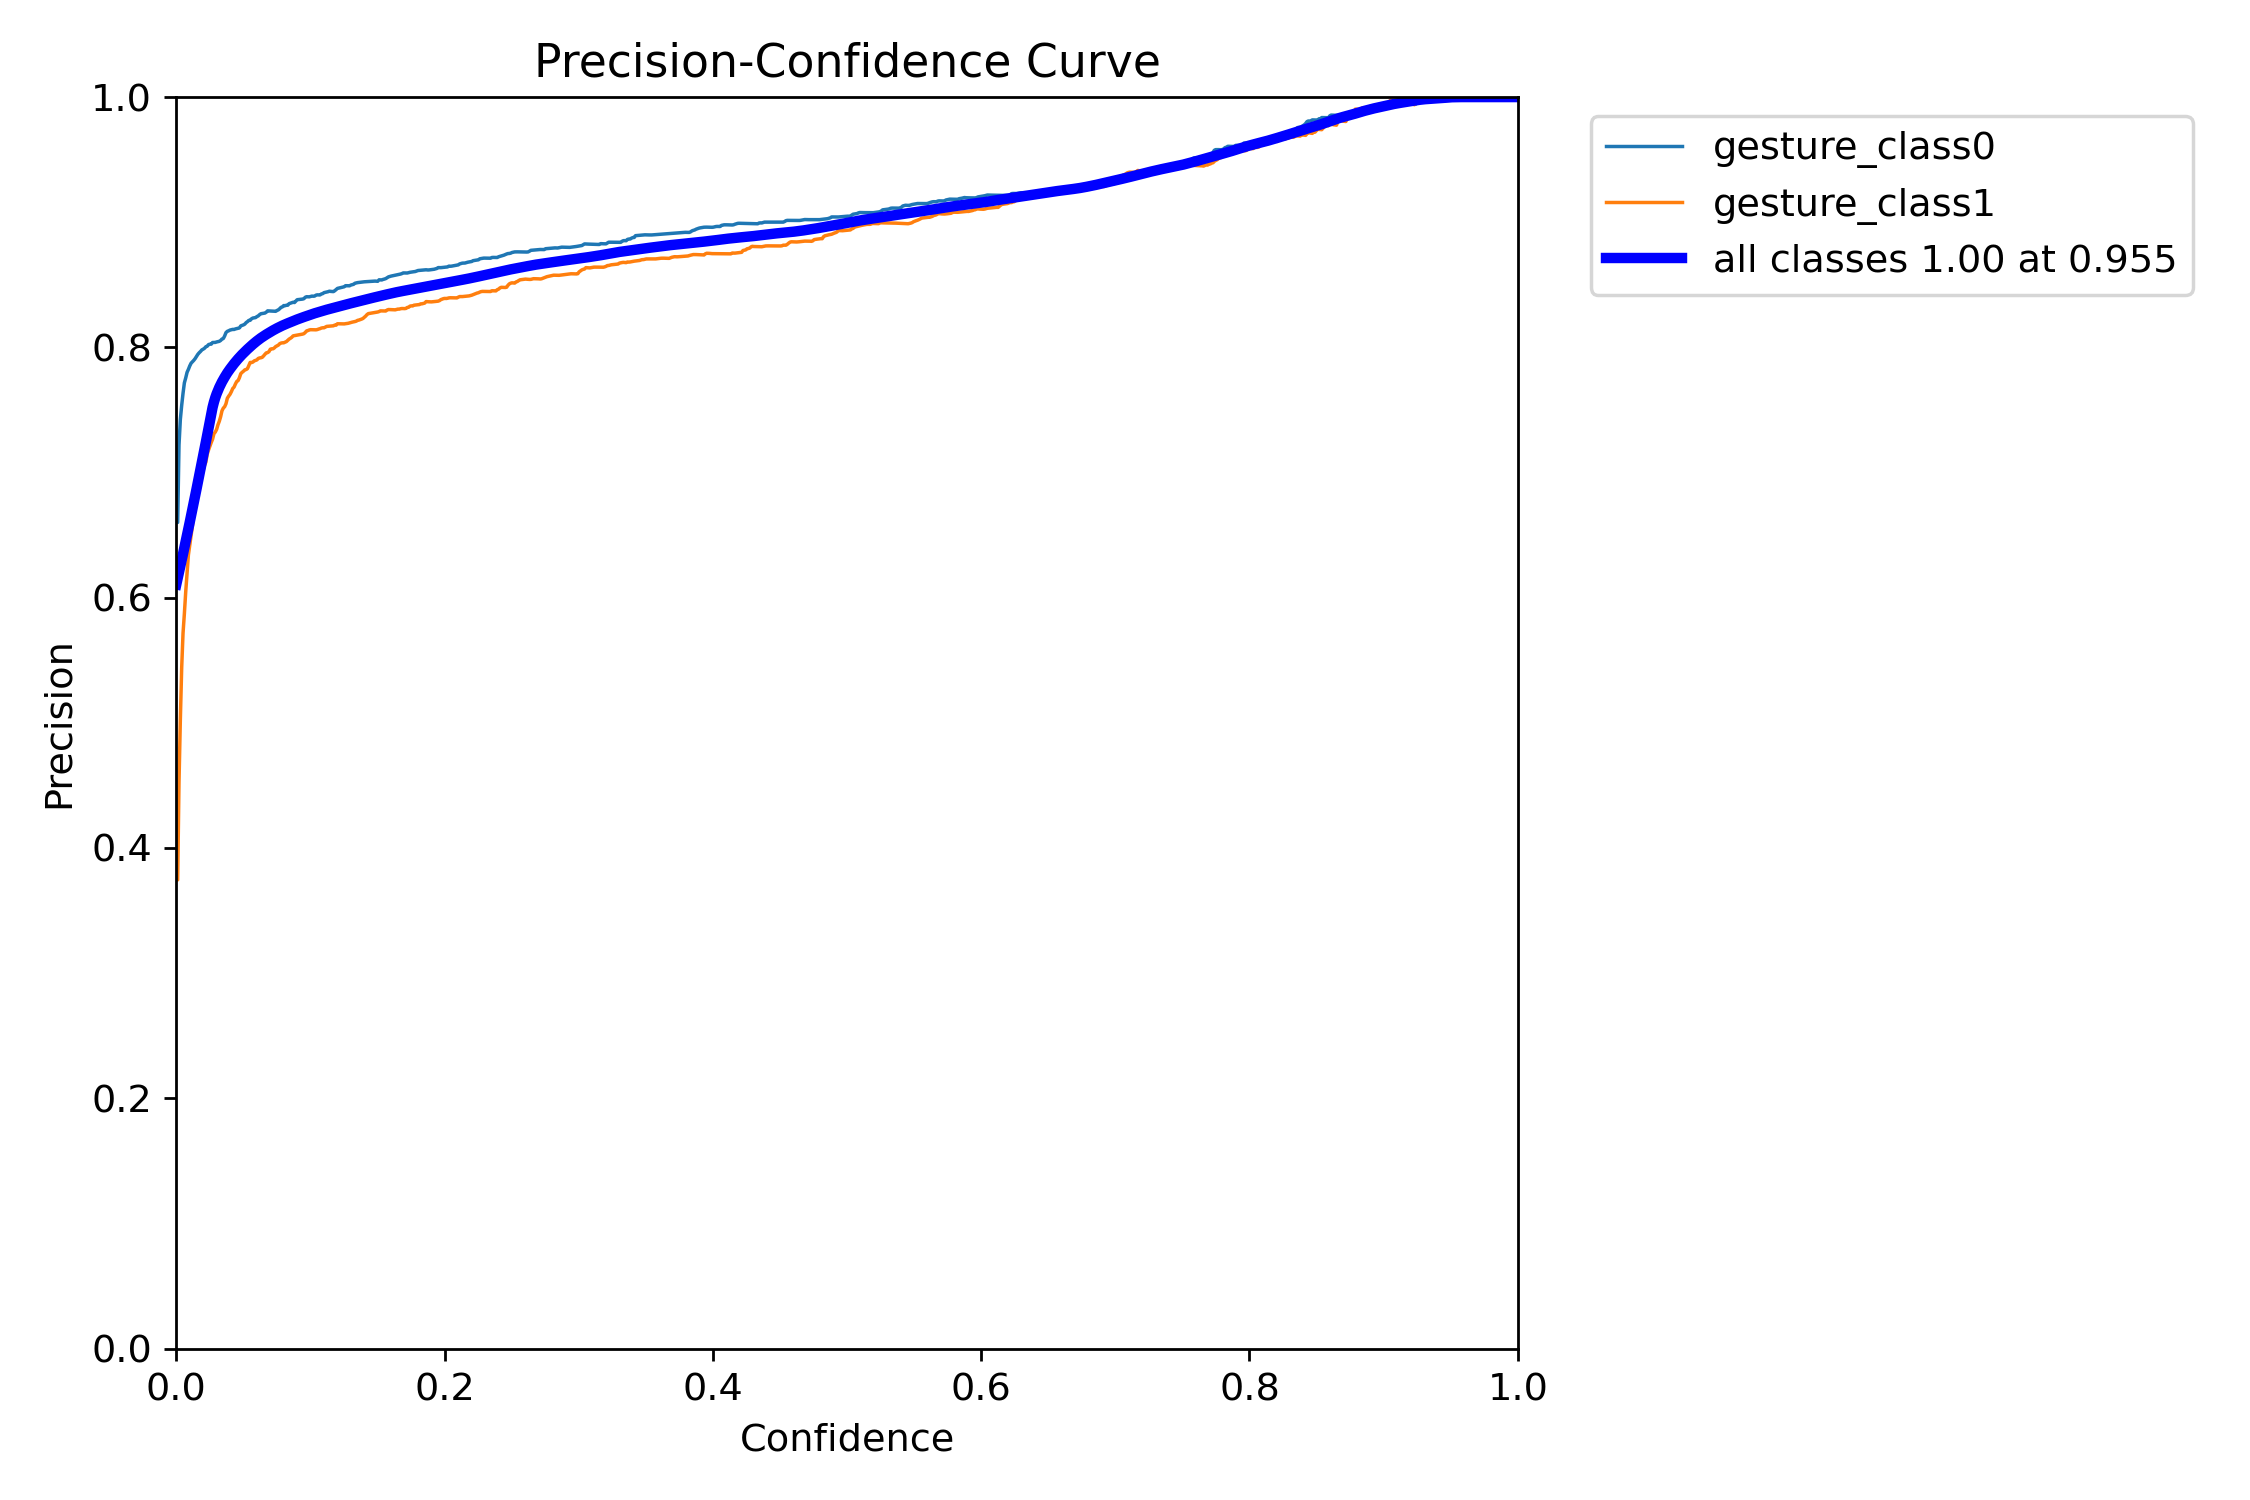 Precision-Confidence Curve
1.0
0.8
0.6
0.4
0.2
0.0
Precision
0.0 0.2 0.4 0.6 0.8 1.0
Confidence
gesture_class0
gesture_class1
all classes 1.00 at 0.955